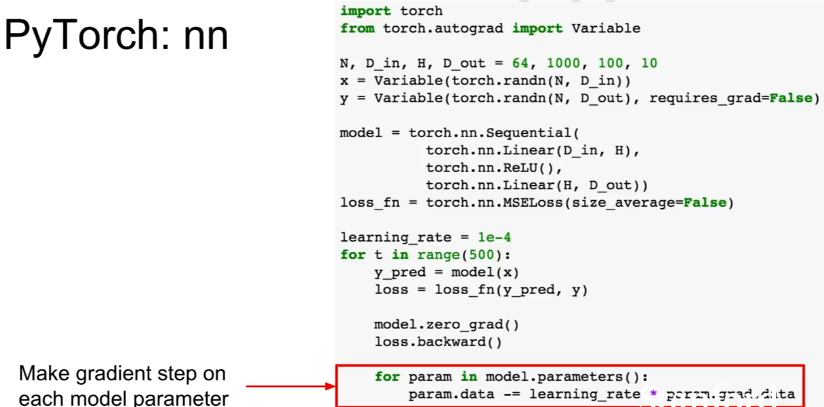 PyTorch: nn
import torch
from torch.autograd import Variable
N, D_in, H, D_out = 64, 1000, 100, 10
x = Variable(torch.randn(N, D_in))
y = Variable(torch.randn(N, D_out), requires_grad=False)
model = torch.nn.Sequential(
torch.nn.Linear(D_in, H),
torch.nn.ReLU(),
torch.nn.Linear(H, D_out))
loss_fn = torch.nn.MSELoss(size_average=False)
learning_rate = 1e-4
for t in range(500):
y_pred = model(x)
loss = loss_fn(y_pred, y)
model.zero_grad()
loss.backward()
for param in model.parameters():
param.data -= learning_rate * param.grad.data
Make gradient step on
each model parameter